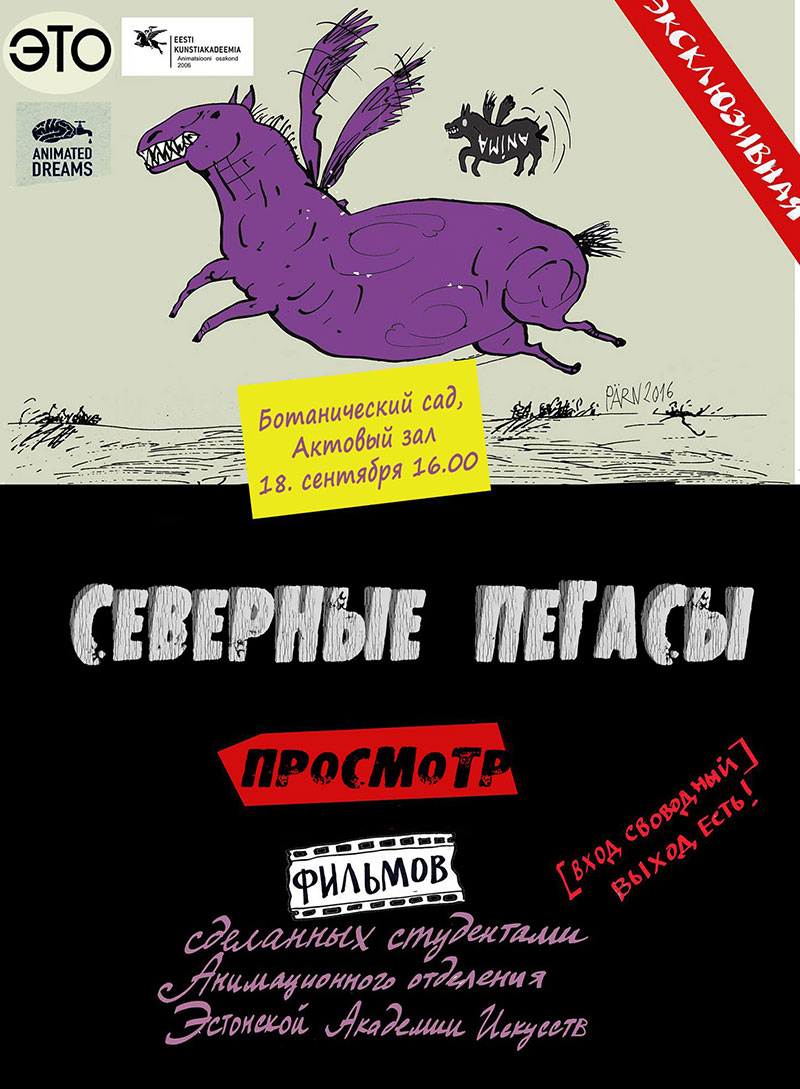 ЭТО
EESTI
KUNSTIAKADEEMIA
Animatsiooni osakond
2006
ANIMATED
DREAMS
ЭКСКЛЮЗИВНАЯ
ANIMA
PÄRN 2016
Ботанический сад,
Актовый зал
18. сентября 16.00
СЕВЕРНЫЕ ПЕГАСЫ
ПРОСМОТР
[ВХОД СВОБОДНЫЙ]
ВЫХОД ЕСТЬ!
ФИЛЬМОВ
сделанных студентами
Анимационного отделения
Эстонской Академии Искусств